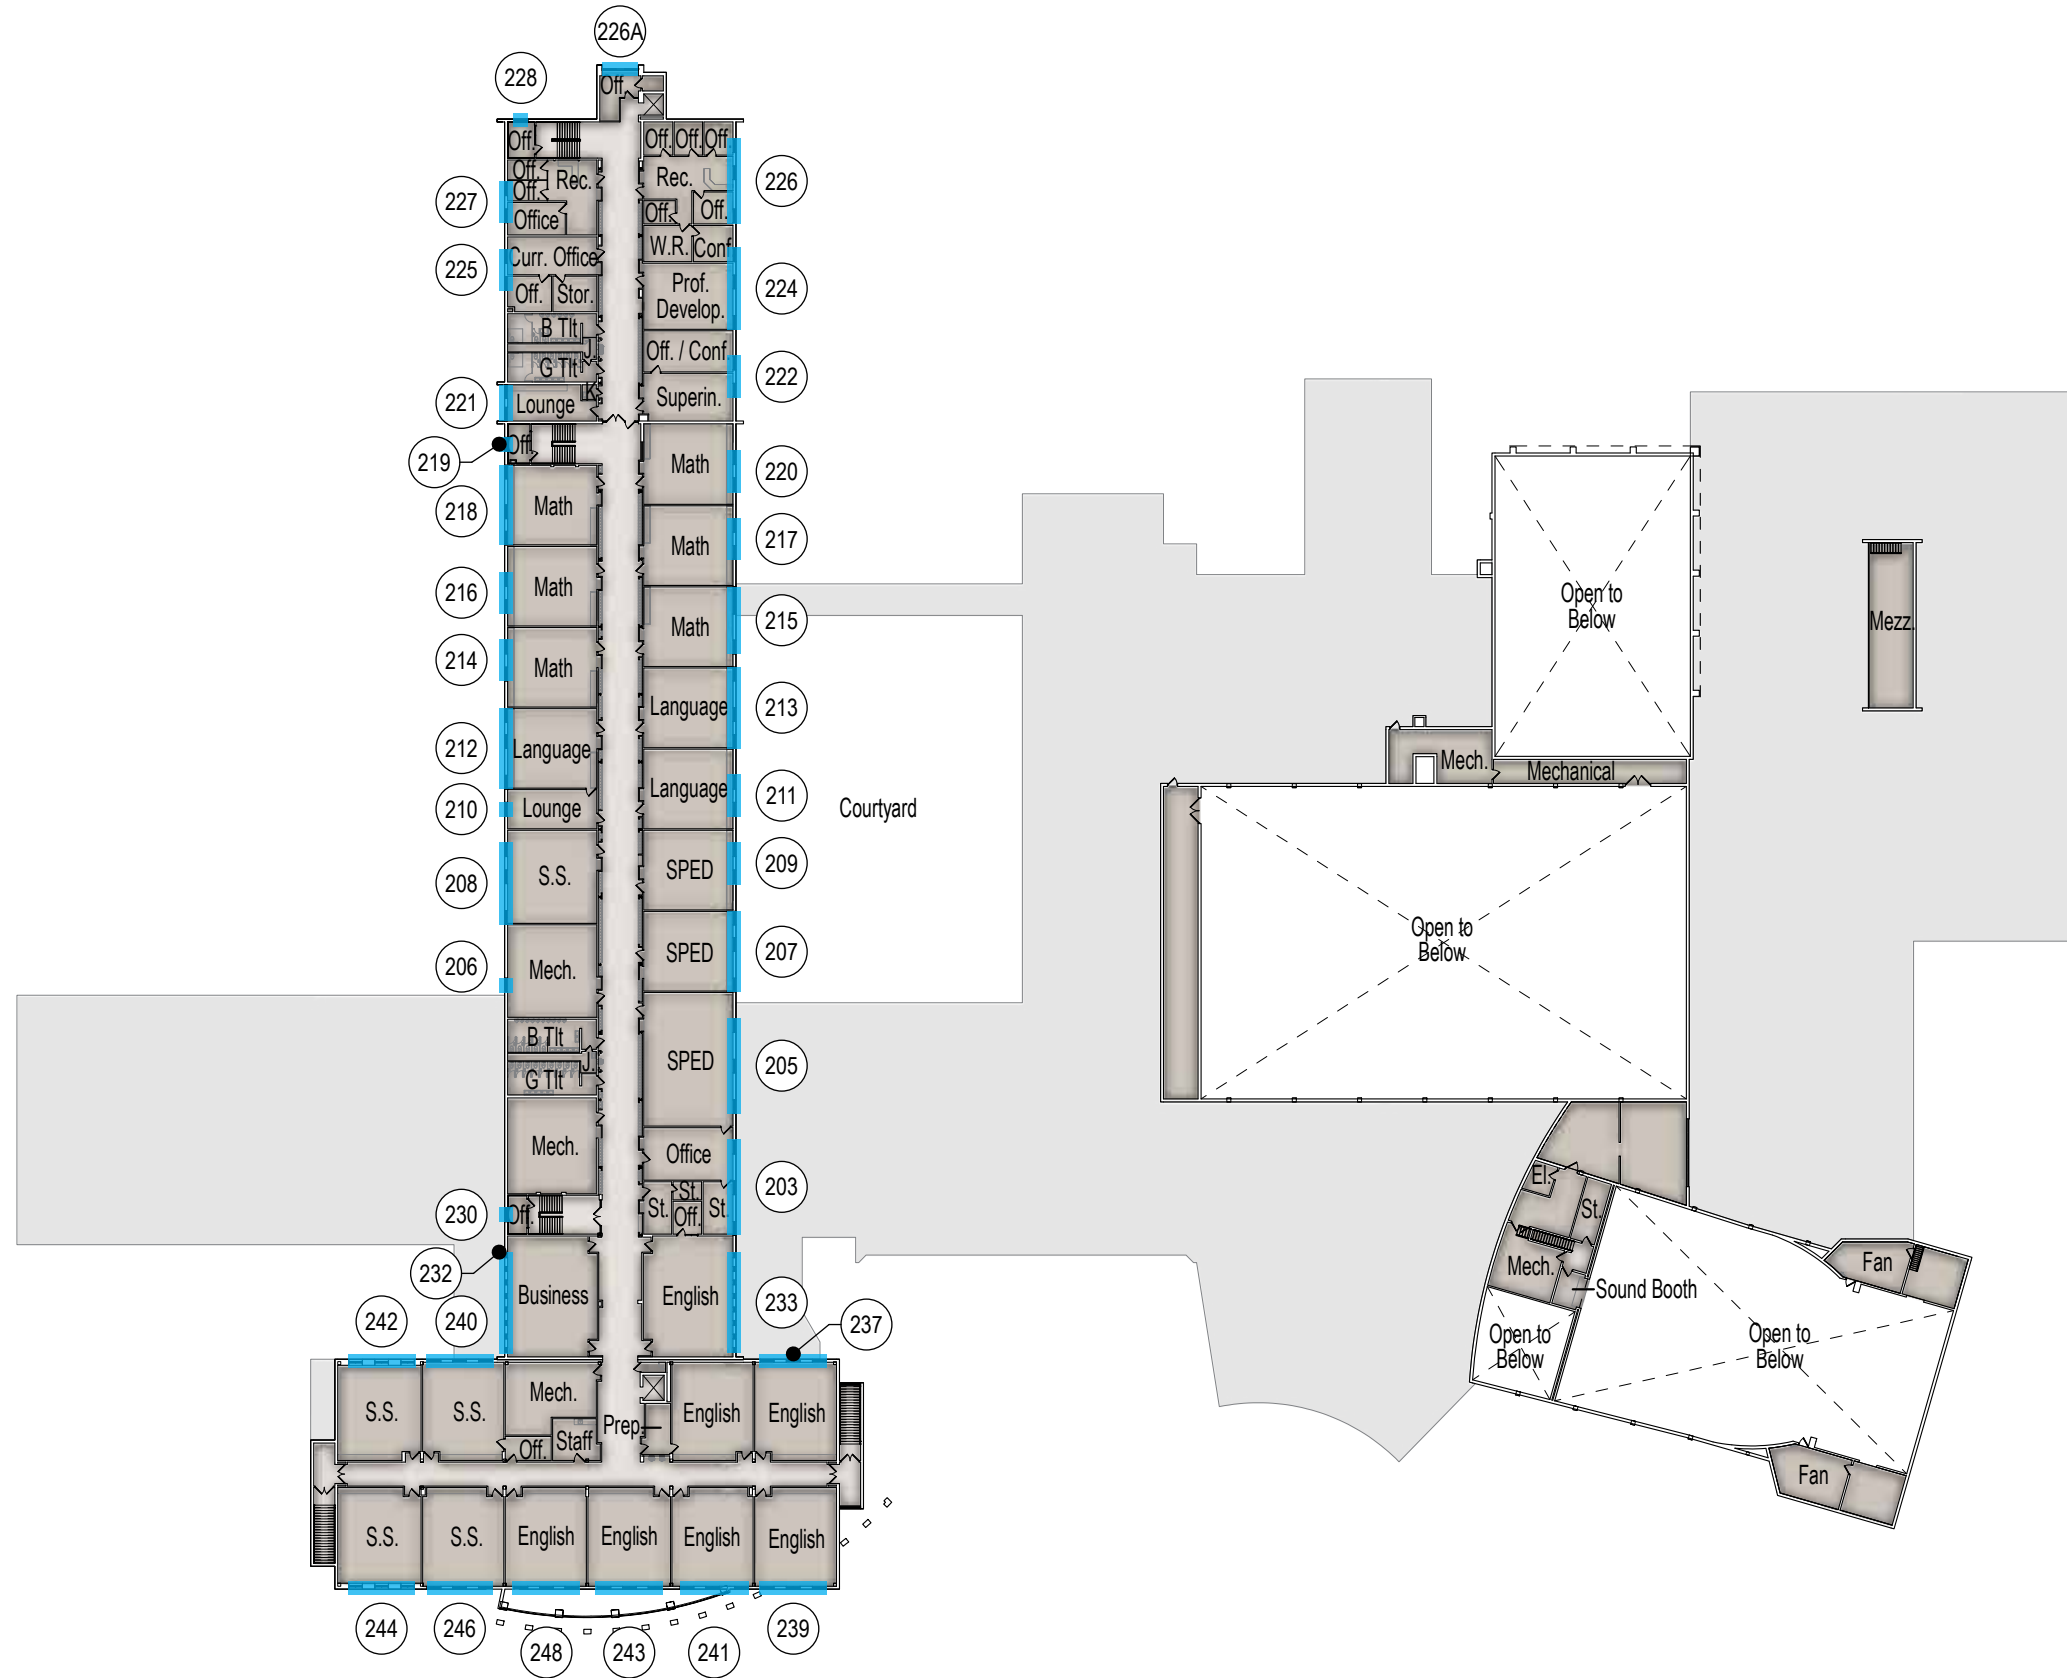 226A
228
Off.
Off.
Off.
Off.
Off.
Off.
Rec.
Rec.
226
Off.
227
Office
Off.
Off.
W.R.
Conf.
Curr. Office
225
Off.
Stor.
Prof.
Develop.
224
B Tlt
J.
G Tlt
Off. / Conf.
222
Superin.
221
Lounge
K
219
Off.
Math
220
218
Math
Math
217
216
Math
Math
215
214
Math
Language
213
212
Language
Language
211
210
Lounge
Courtyard
208
S.S.
SPED
209
206
Mech.
SPED
207
B Tlt
J.
G Tlt
SPED
205
Mech.
Office
203
St.
St.
Off.
St.
230
Off.
232
Business
English
233
237
242
240
S.S.
S.S.
Mech.
English
English
Prep.
Off.
Staff
S.S.
S.S.
English
English
English
English
244
246
248
243
241
239
Open to
Below
Mezz.
Mech.
Mechanical
Open to
Below
El.
St.
Mech.
Sound Booth
Fan
Open to
Below
Open to
Below
Fan